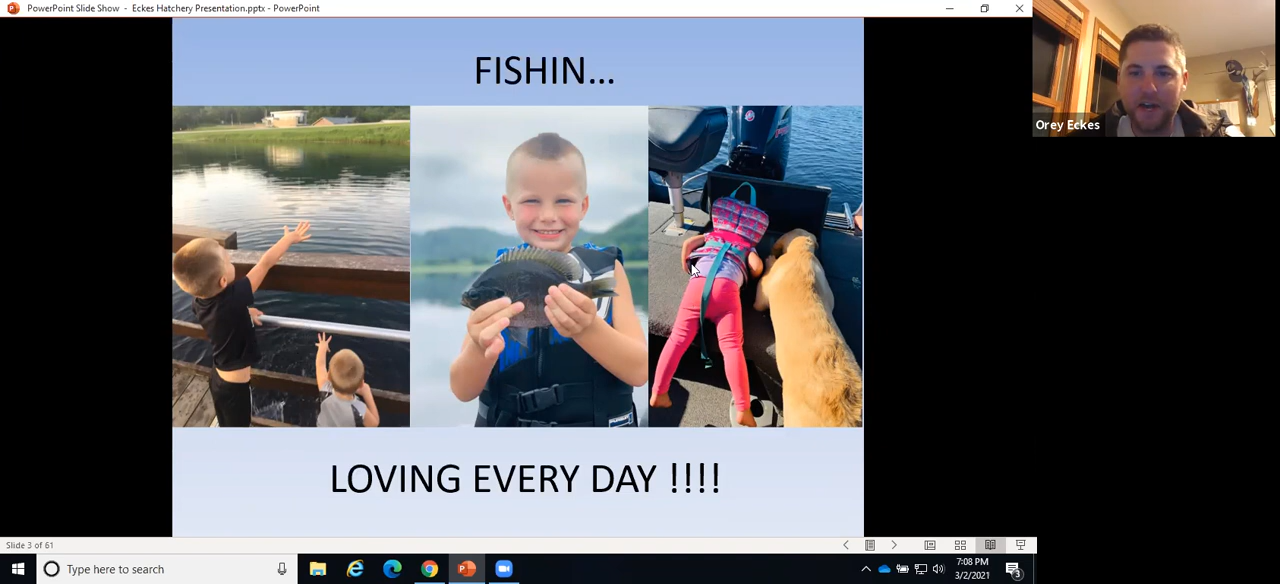 PowerPoint Slide Show - Eckes Hatchery Presentation.pptx - PowerPoint
FISHIN...
Orey Eckes
LOVING EVERY DAY !!!!
Slide 3 of 61
Type here to search
7:08 PM
3/2/2021
3